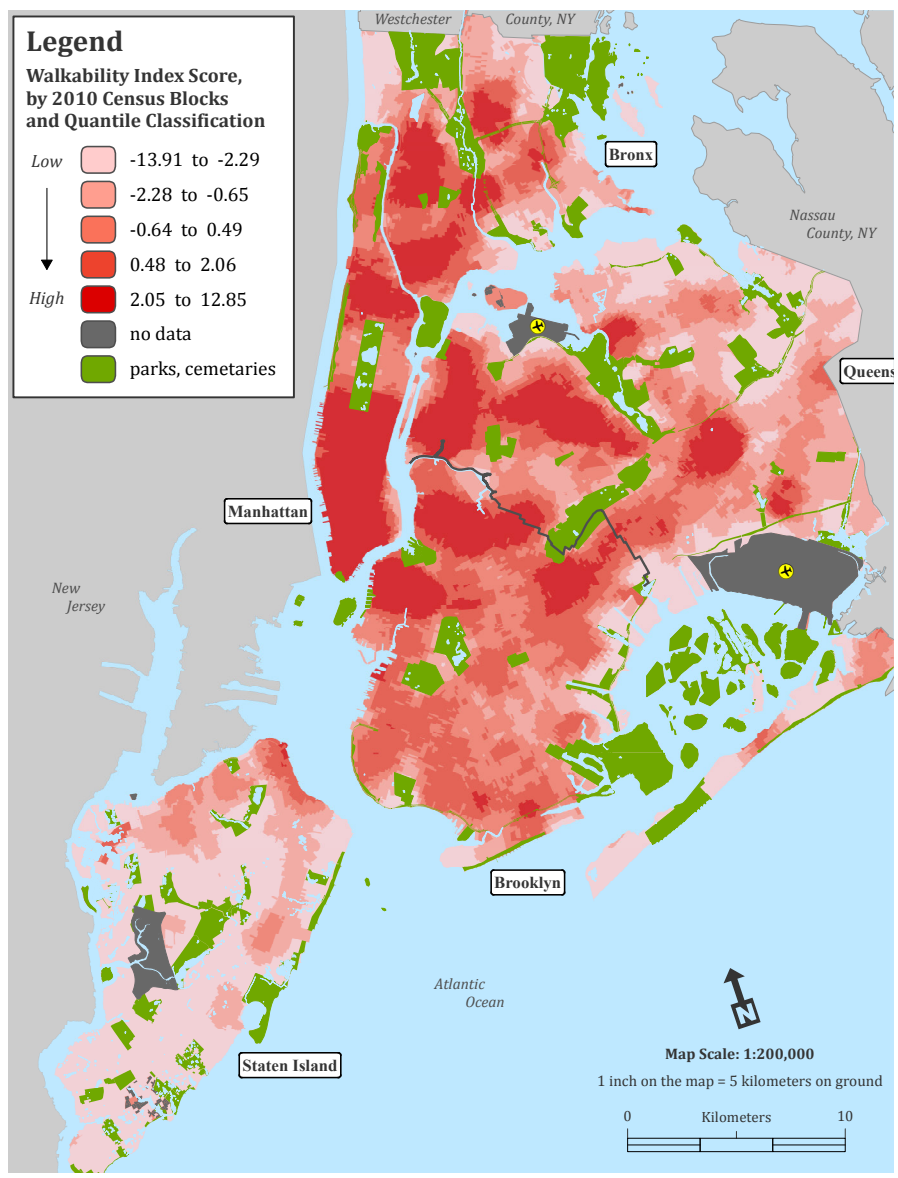 Westchester County, NY
Legend
Walkability Index Score,
by 2010 Census Blocks
and Quantile Classification
Low
-13.91 to -2.29
-2.28 to -0.65
-0.64 to 0.49
0.48 to 2.06
High
2.05 to 12.85
no data
parks, cemetaries
Bronx
Nassau
County, NY
Queens
Manhattan
New
Jersey
Brooklyn
Atlantic
Ocean
Staten Island
N
Map Scale: 1:200,000
1 inch on the map = 5 kilometers on ground
0 Kilometers 10